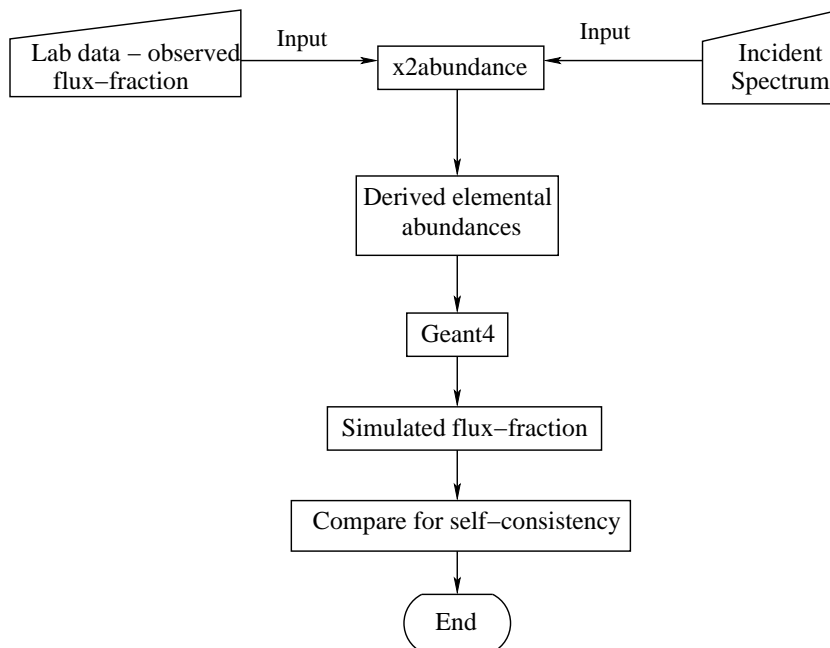 Lab data – observed
flux–fraction
Input
x2abundance
Input
Incident
Spectrum
Derived elemental
abundances
Geant4
Simulated flux–fraction
Compare for self–consistency
End